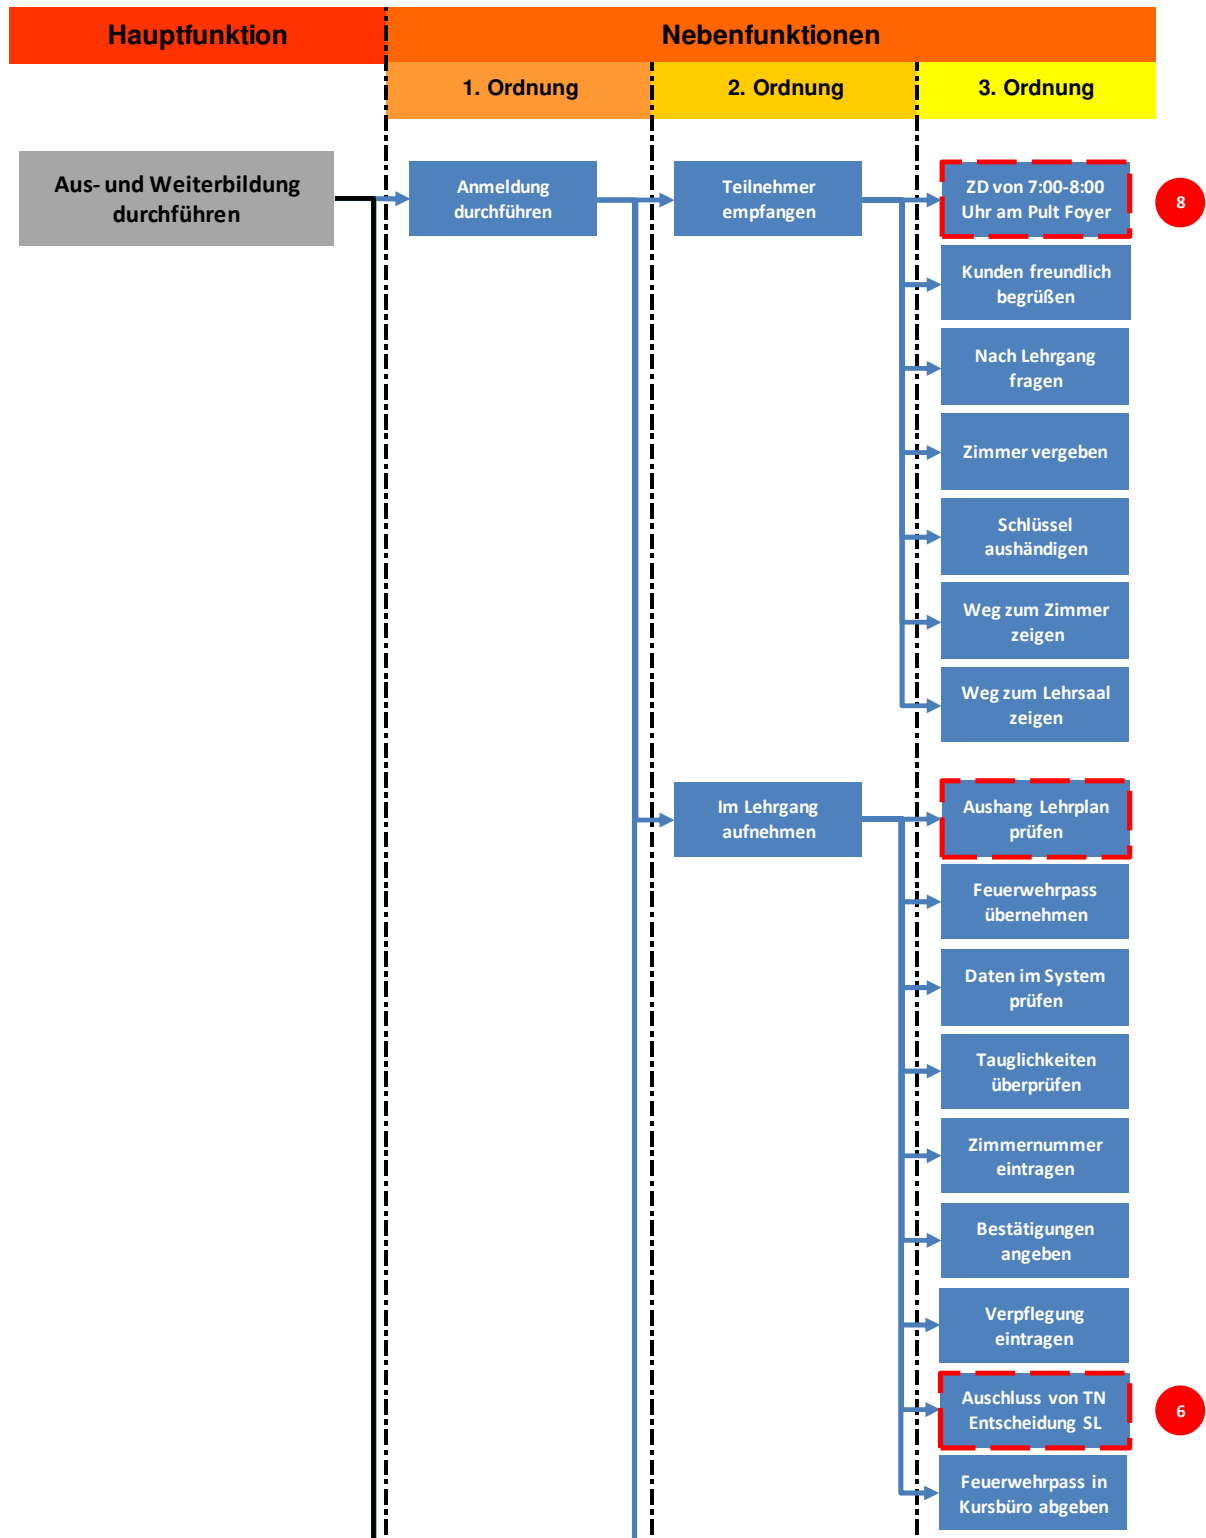 Hauptfunktion
Nebenfunktionen
1. Ordnung
2. Ordnung
3. Ordnung
Aus- und Weiterbildung
durchführen
Anmeldung
durchführen
Teilnehmer
empfangen
ZD von 7:00-8:00
Uhr am Pult Foyer
8
Kunden freundlich
begrüßen
Nach Lehrgang
fragen
Zimmer vergeben
Schlüssel
aushändigen
Weg zum Zimmer
zeigen
Weg zum Lehrsaal
zeigen
Im Lehrgang
aufnehmen
Aushang Lehrplan
prüfen
Feuerwehrpass
übernehmen
Daten im System
prüfen
Tauglichkeiten
überprüfen
Zimmernummer
eintragen
Bestätigungen
angeben
Verpflegung
eintragen
Auschluss von TN
Entscheidung SL
6
Feuerwehrpass in
Kursbüro abgeben